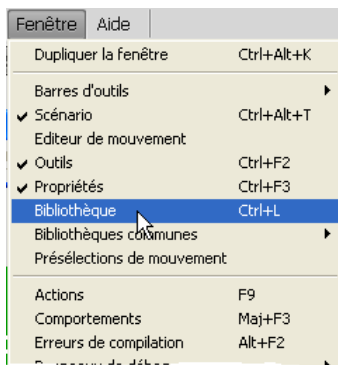 Fenêtre Aide
Dupliquer la fenêtre Ctrl+Alt+K
Barres d'outils
Scénario Ctrl+Alt+T
Editeur de mouvement
Outils Ctrl+F2
Propriétés Ctrl+F3
Bibliothèque Ctrl+L
Bibliothèques communes
Présélections de mouvement
Actions F9
Comportements Maj+F3
Erreurs de compilation Alt+F2